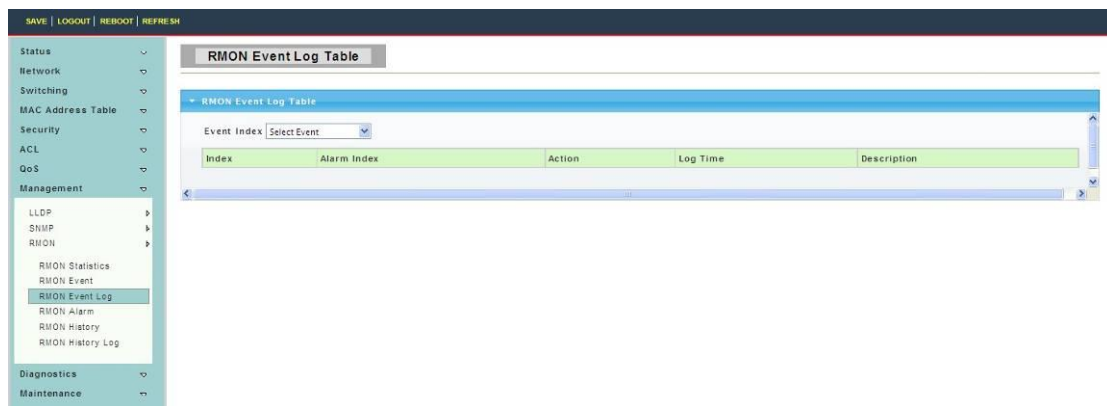 SAVE | LOGOUT | REBOOT | REFRESH
Status
Network
Switching
MAC Address Table
Security
ACL
QoS
Management
LLDP
SNMP
RMON
RMON Statistics
RMON Event
RMON Event Log
RMON Alarm
RMON History
RMON History Log
Diagnostics
Maintenance
RMON Event Log Table
RMON Event Log Table
Event Index Select Event
Index Alarm Index Action Log Time Description